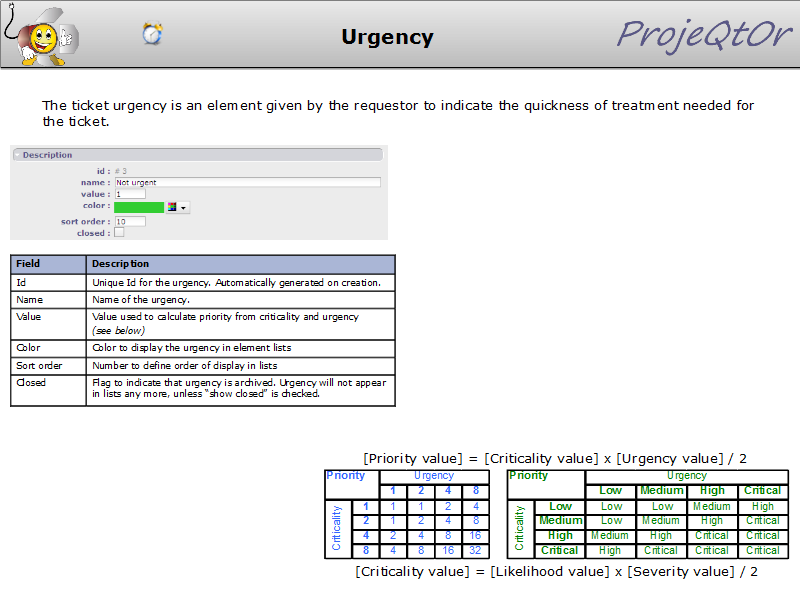 Urgency
ProjeQtOr
The ticket urgency is an element given by the requestor to indicate the quickness of treatment needed for
the ticket.
Description
id : # 3
name : Not urgent
value : 1
color :
sort order : 10
closed :
Field Description
Id Unique Id for the urgency. Automatically generated on creation.
Name Name of the urgency.
Value Value used to calculate priority from criticality and urgency
(see below)
Color Color to display the urgency in element lists
Sort order Number to define order of display in lists
Closed Flag to indicate that urgency is archived. Urgency will not appear
in lists any more, unless “show closed” is checked.
[Priority value] = [Criticality value] x [Urgency value] / 2
Priority Urgency
1 2 4 8
Criticality
1 1 1 2 4
2 1 2 4 8
4 2 4 8 16
8 4 8 16 32
Priority Urgency
Low Medium High Critical
Criticality
Low Low Low Medium High
Medium Low Medium High Critical
High Medium High Critical Critical
Critical High Critical Critical Critical
[Criticality value] = [Likelihood value] x [Severity value] / 2